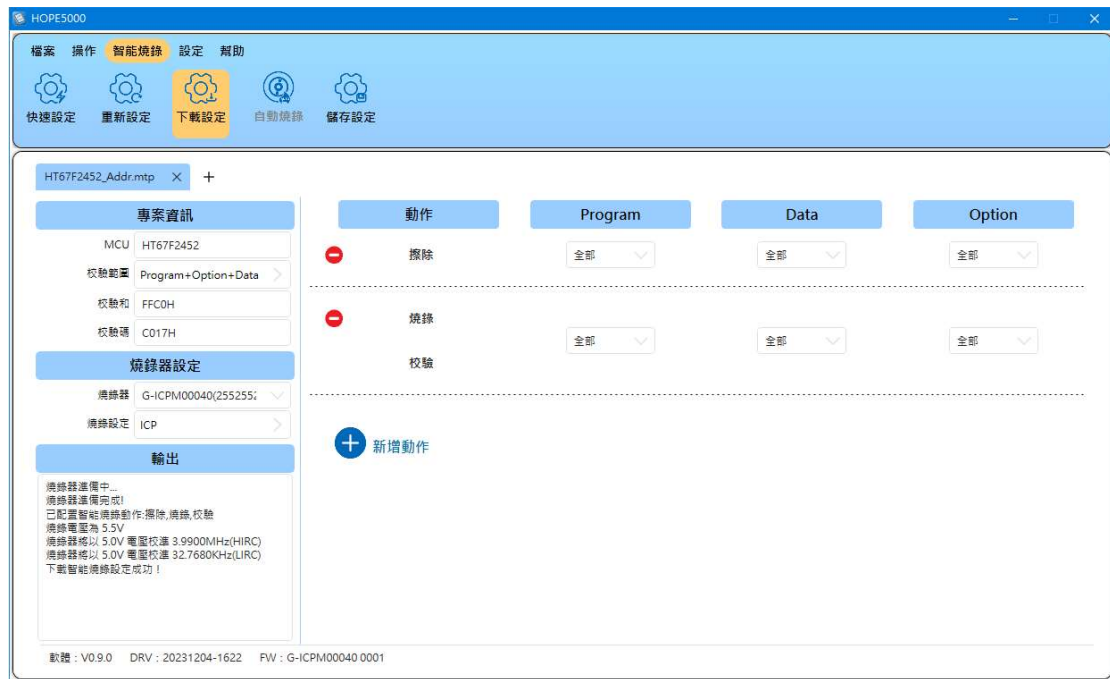 HOPE5000
檔案 操作 智能燒錄 設定 幫助
快速設定 重新設定 下載設定 自動燒錄 儲存設定
HT67F2452_Addr.mtp × +
專案資訊
MCU HT67F2452
校驗範圍 Program+Option+Data
校驗和 FFC0H
校驗碼 C017H
燒錄器設定
燒錄器 G-ICPM00040(255255;
燒錄設定 ICP
輸出
燒錄器準備中...
燒錄器準備完成!
已配置智能燒錄動作:擦除,燒錄,校驗
燒錄電壓為 5.5V
燒錄器將以 5.0V 電壓校準 3.9900MHz(HIRC)
燒錄器將以 5.0V 電壓校準 32.7680KHz(LIRC)
下載智能燒錄設定成功！
動作 Program Data Option
擦除 全部 全部 全部
燒錄
全部 全部 全部
校驗
新增動作
軟體：V0.9.0 DRV：20231204-1622 FW：G-ICPM00040 0001